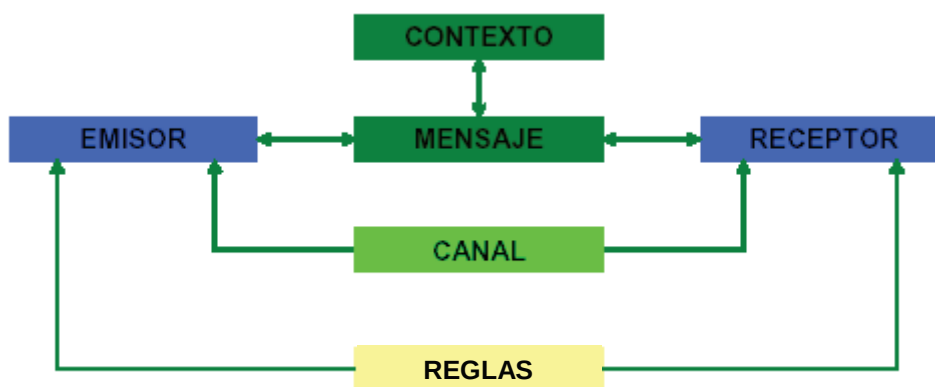 CONTEXTO
EMISOR
MENSAJE
RECEPTOR
CANAL
REGLAS